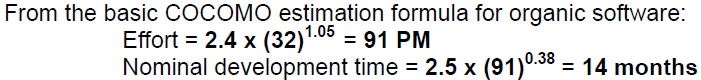 From the basic COCOMO estimation formula for organic software:
Effort = 2.4 x (32)^1.05 = 91 PM
Nominal development time = 2.5 x (91)^0.38 = 14 months